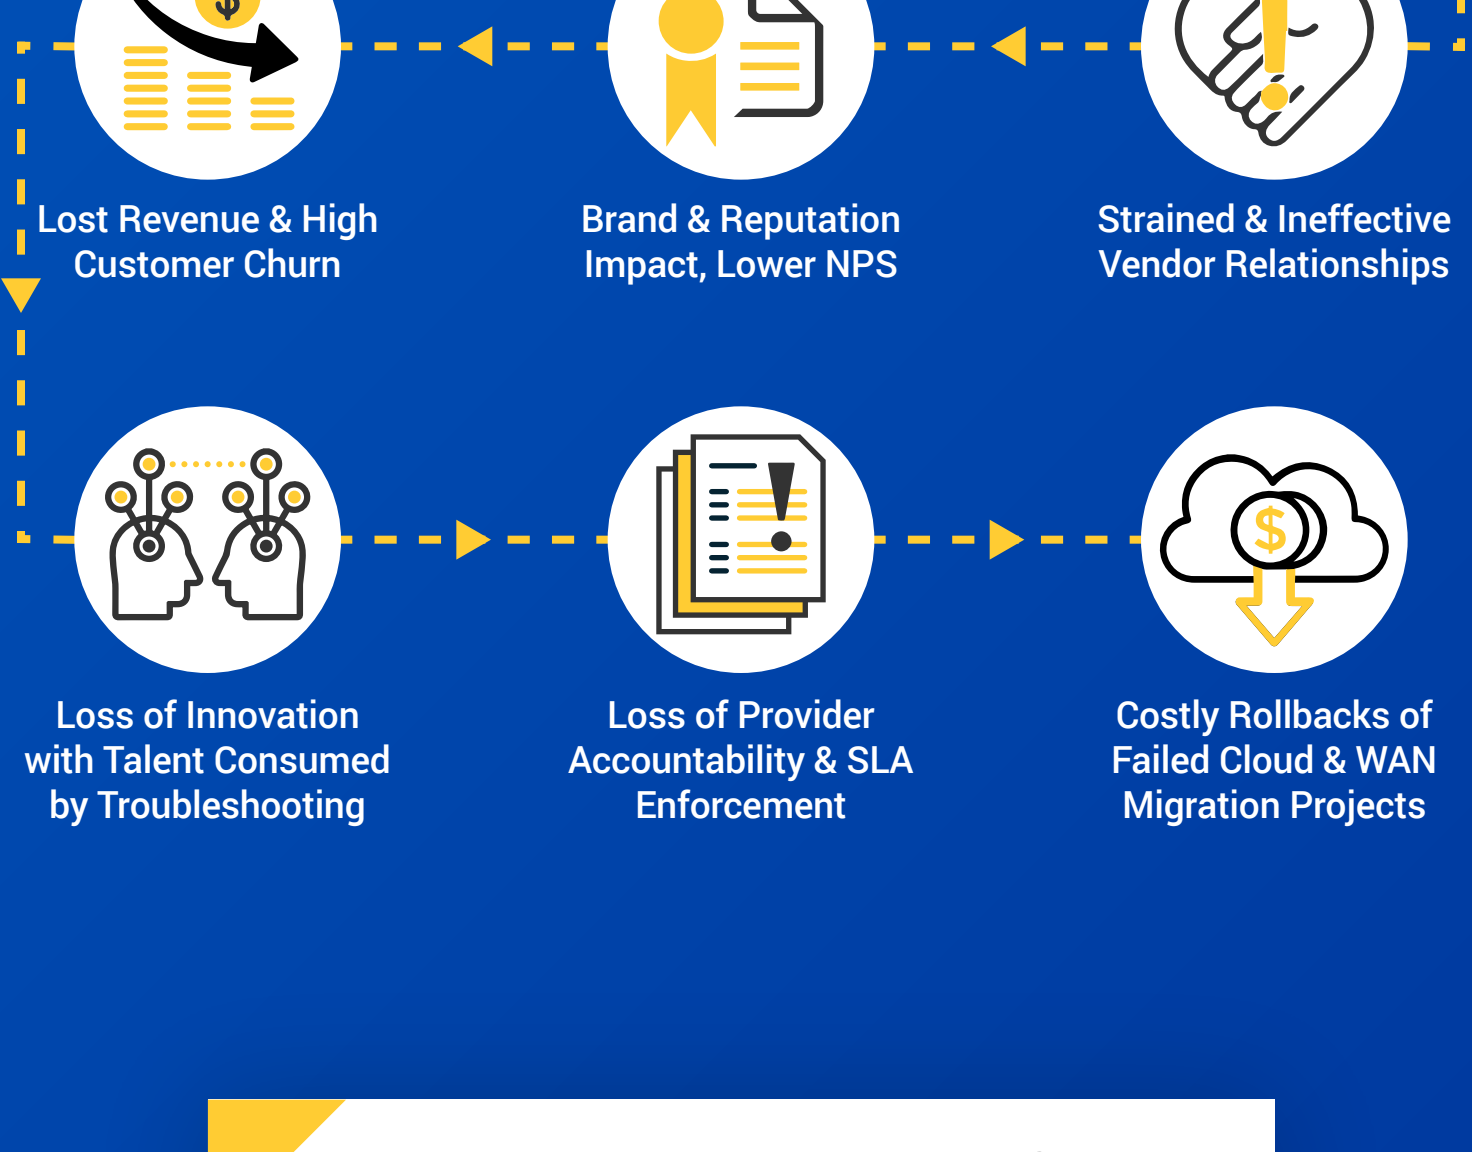 Lost Revenue & High
Customer Churn
Brand & Reputation
Impact, Lower NPS
Strained & Ineffective
Vendor Relationships
Loss of Innovation
with Talent Consumed
by Troubleshooting
Loss of Provider
Accountability & SLA
Enforcement
$
Costly Rollbacks of
Failed Cloud & WAN
Migration Projects